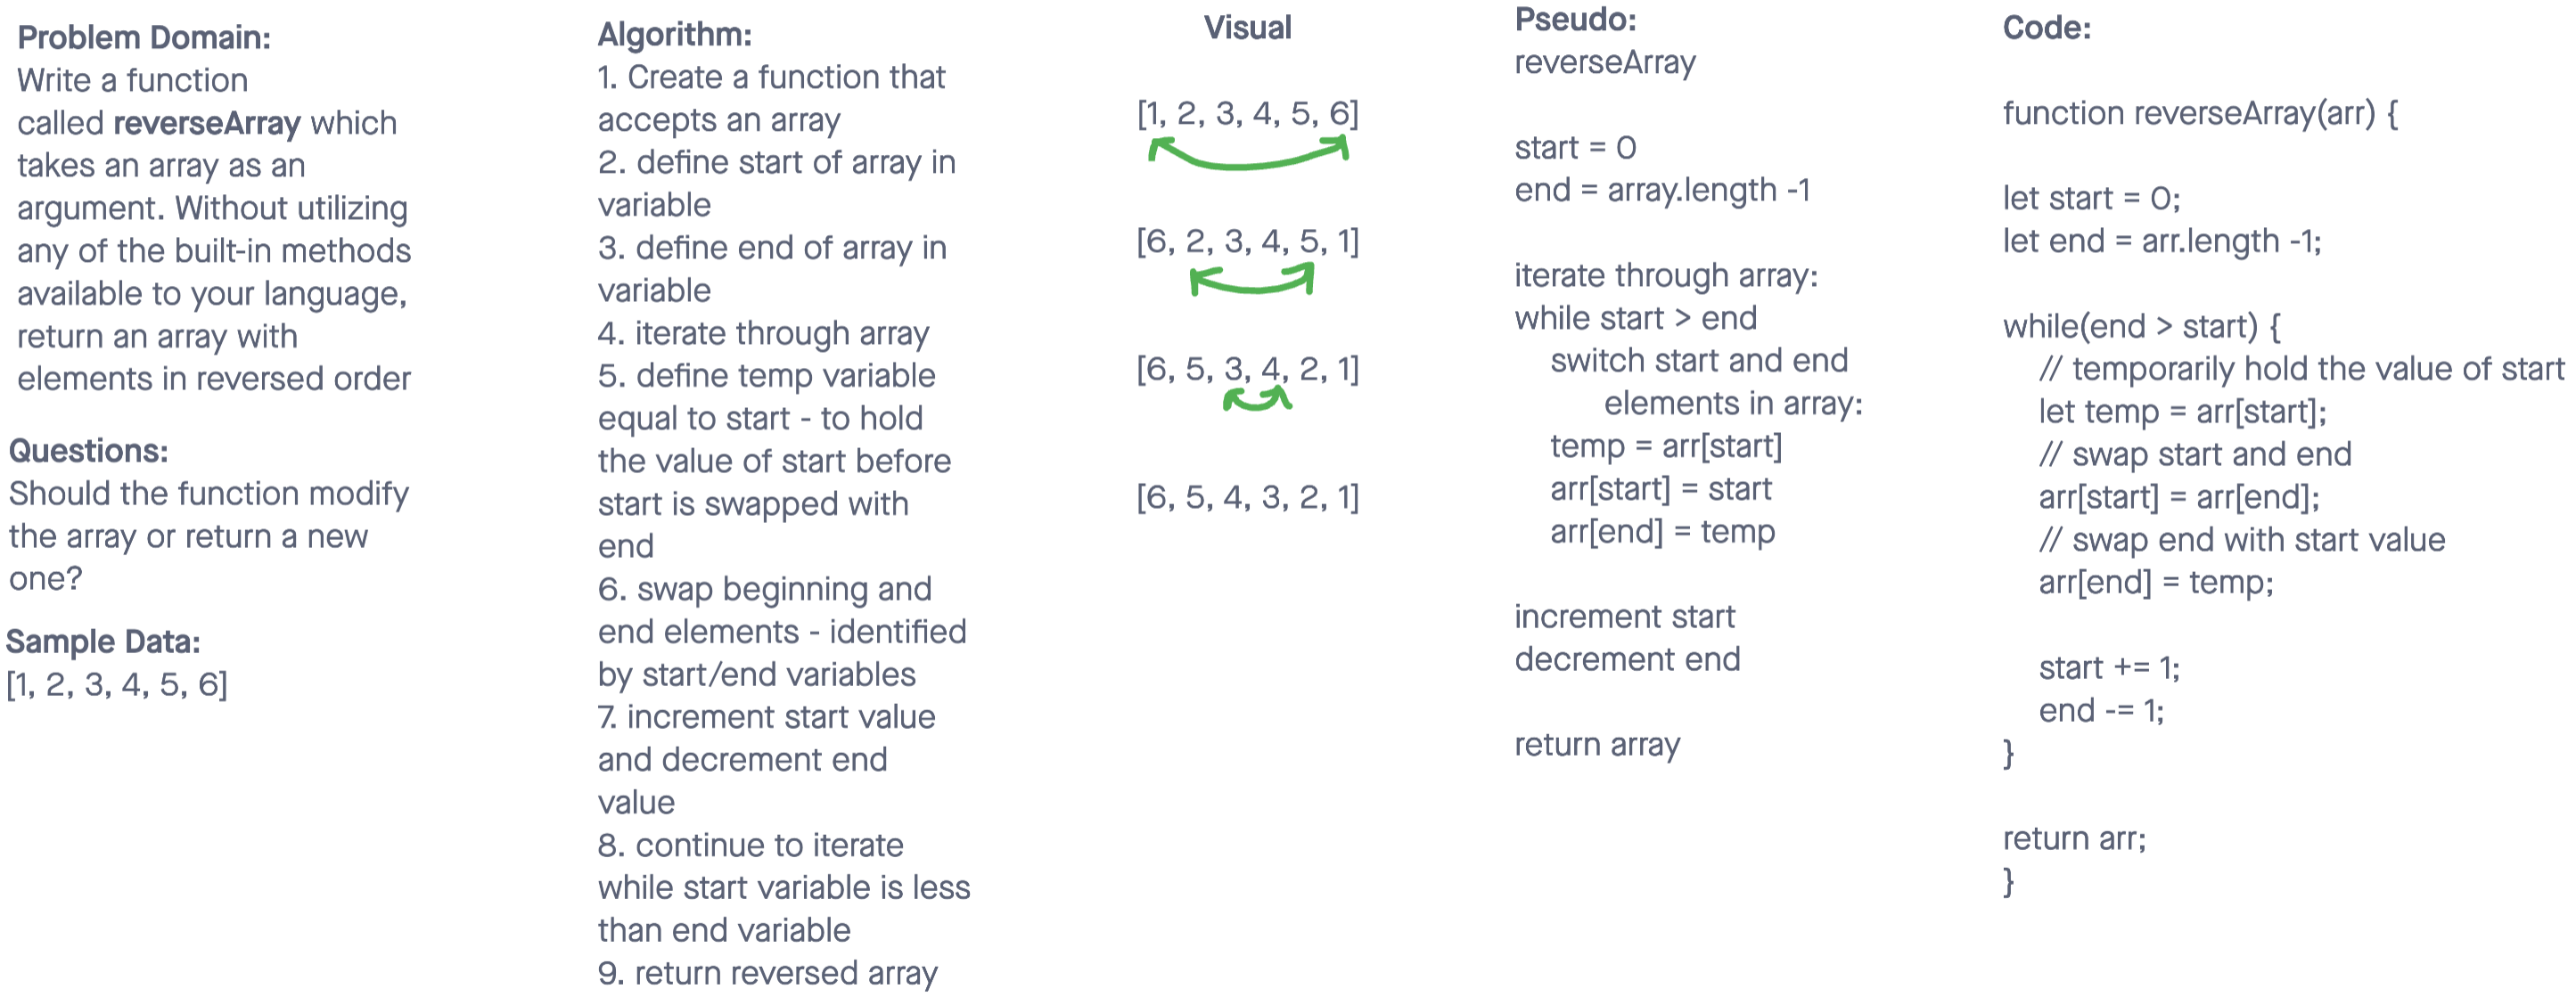 Problem Domain:
Write a function
called reverseArray which
takes an array as an
argument. Without utilizing
any of the built-in methods
available to your language,
return an array with
elements in reversed order
Questions:
Should the function modify
the array or return a new
one?
Sample Data:
[1, 2, 3, 4, 5, 6]
Algorithm:
1. Create a function that
accepts an array
2. define start of array in
variable
3. define end of array in
variable
4. iterate through array
5. define temp variable
equal to start - to hold
the value of start before
start is swapped with
end
6. swap beginning and
end elements - identified
by start/end variables
7. increment start value
and decrement end
value
8. continue to iterate
while start variable is less
than end variable
9. return reversed array
Visual
[1, 2, 3, 4, 5, 6]
[6, 2, 3, 4, 5, 1]
[6, 5, 3, 4, 2, 1]
[6, 5, 4, 3, 2, 1]
Pseudo:
reverseArray
start = 0
end = array.length -1
iterate through array:
while start > end
switch start and end
elements in array:
temp = arr[start]
arr[start] = start
arr[end] = temp
increment start
decrement end
return array
Code:
function reverseArray(arr) {
let start = 0;
let end = arr.length -1;
while(end > start) {
// temporarily hold the value of start
let temp = arr[start];
// swap start and end
arr[start] = arr[end];
// swap end with start value
arr[end] = temp;
start += 1;
end -= 1;
}
return arr;
}